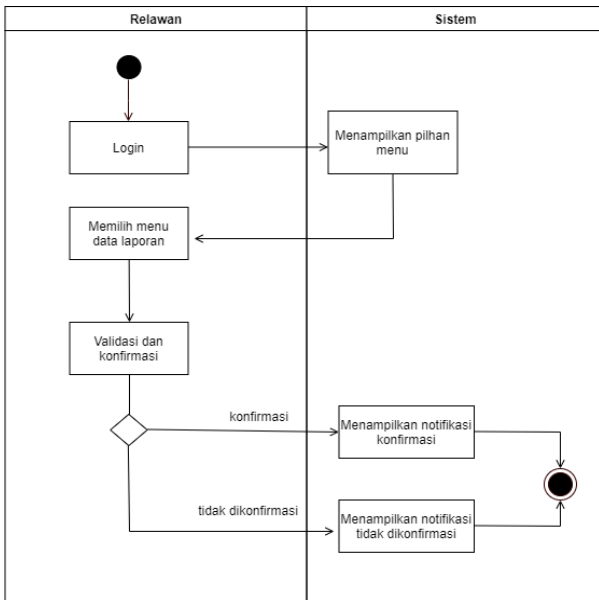 Relawan
Sistem
Login
Menampilkan pilhan
menu
Memilih menu
data laporan
Validasi dan
konfirmasi
konfirmasi
Menampilkan notifikasi
konfirmasi
tidak dikonfirmasi
Menampilkan notifikasi
tidak dikonfirmasi